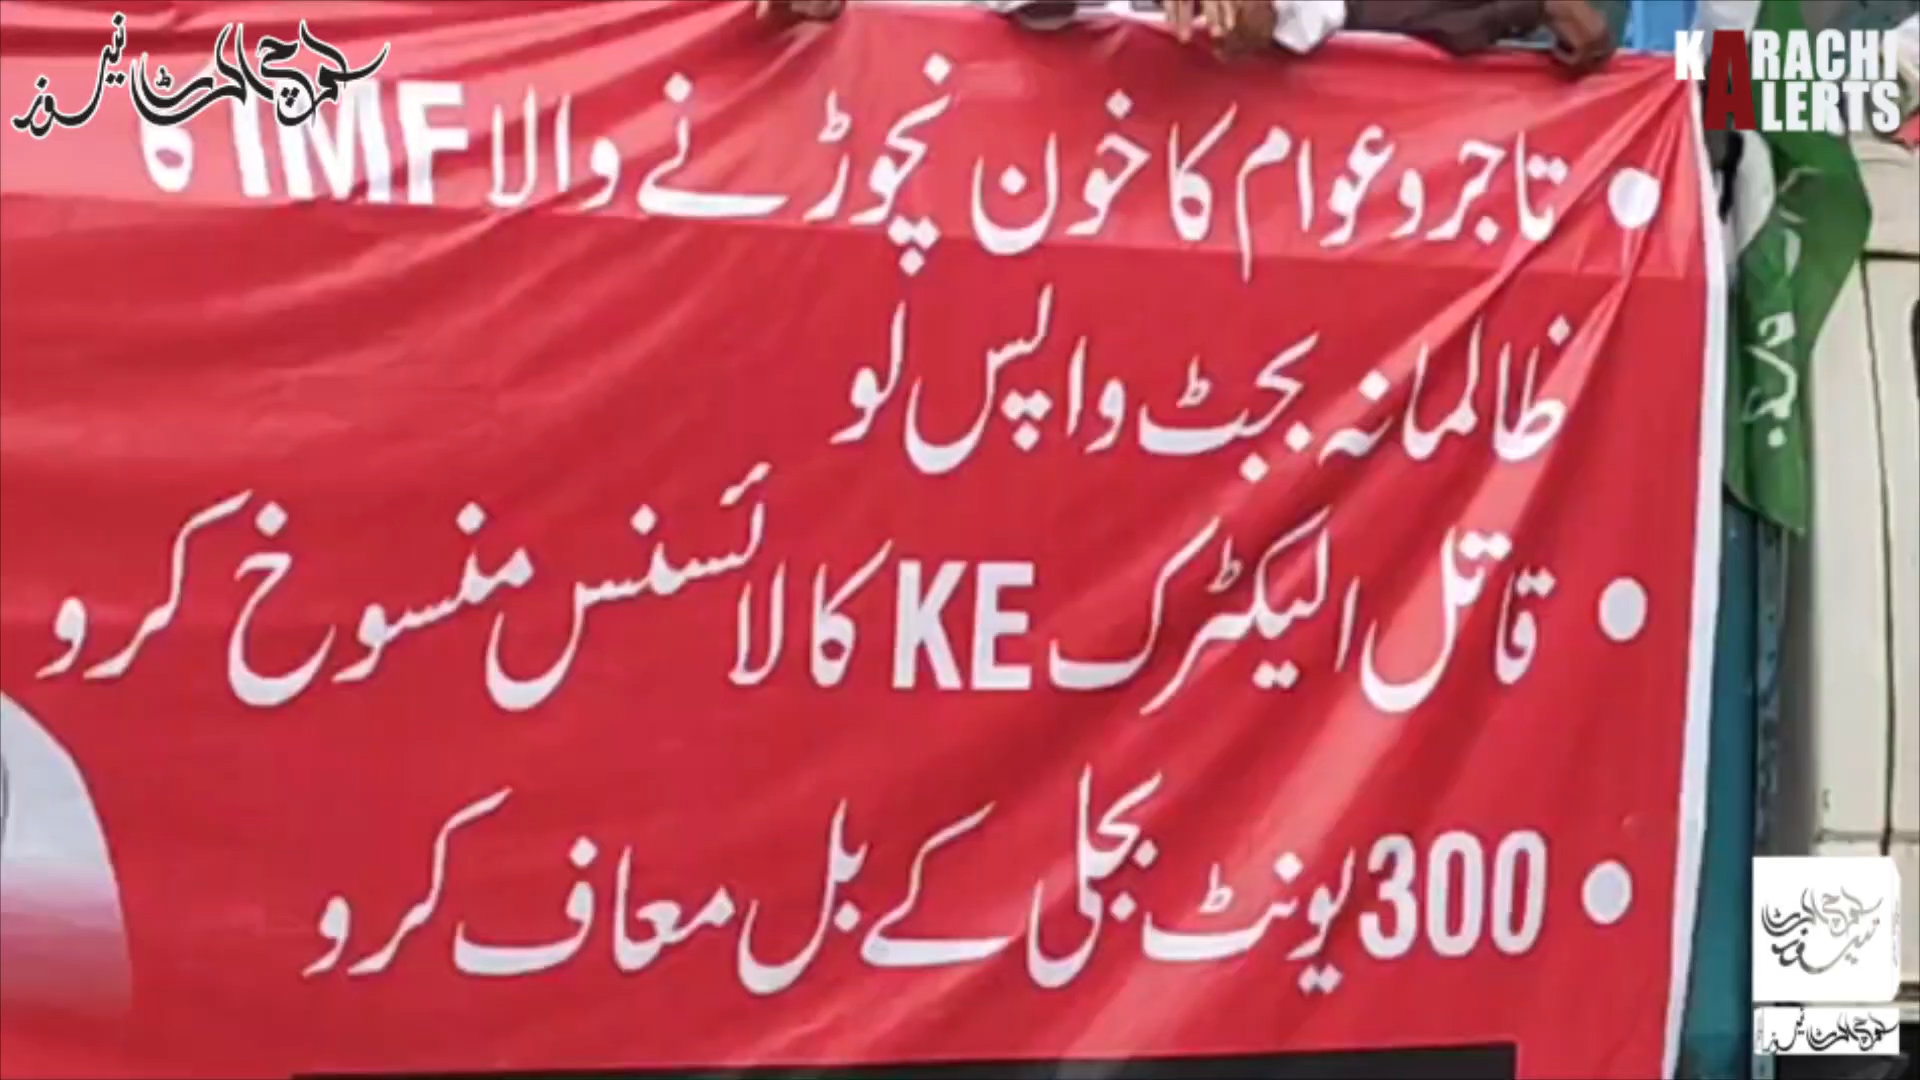 کراچی الرٹس نیوز
KARACHI
ALERTS
• تاجر و عوام کا خون نچوڑنے والا IMF کا
ظالمانہ بجٹ واپس لو
• قاتل الیکٹرک KE کا لائسنس منسوخ کرو
• 300 یونٹ بجلی کے بل معاف کرو